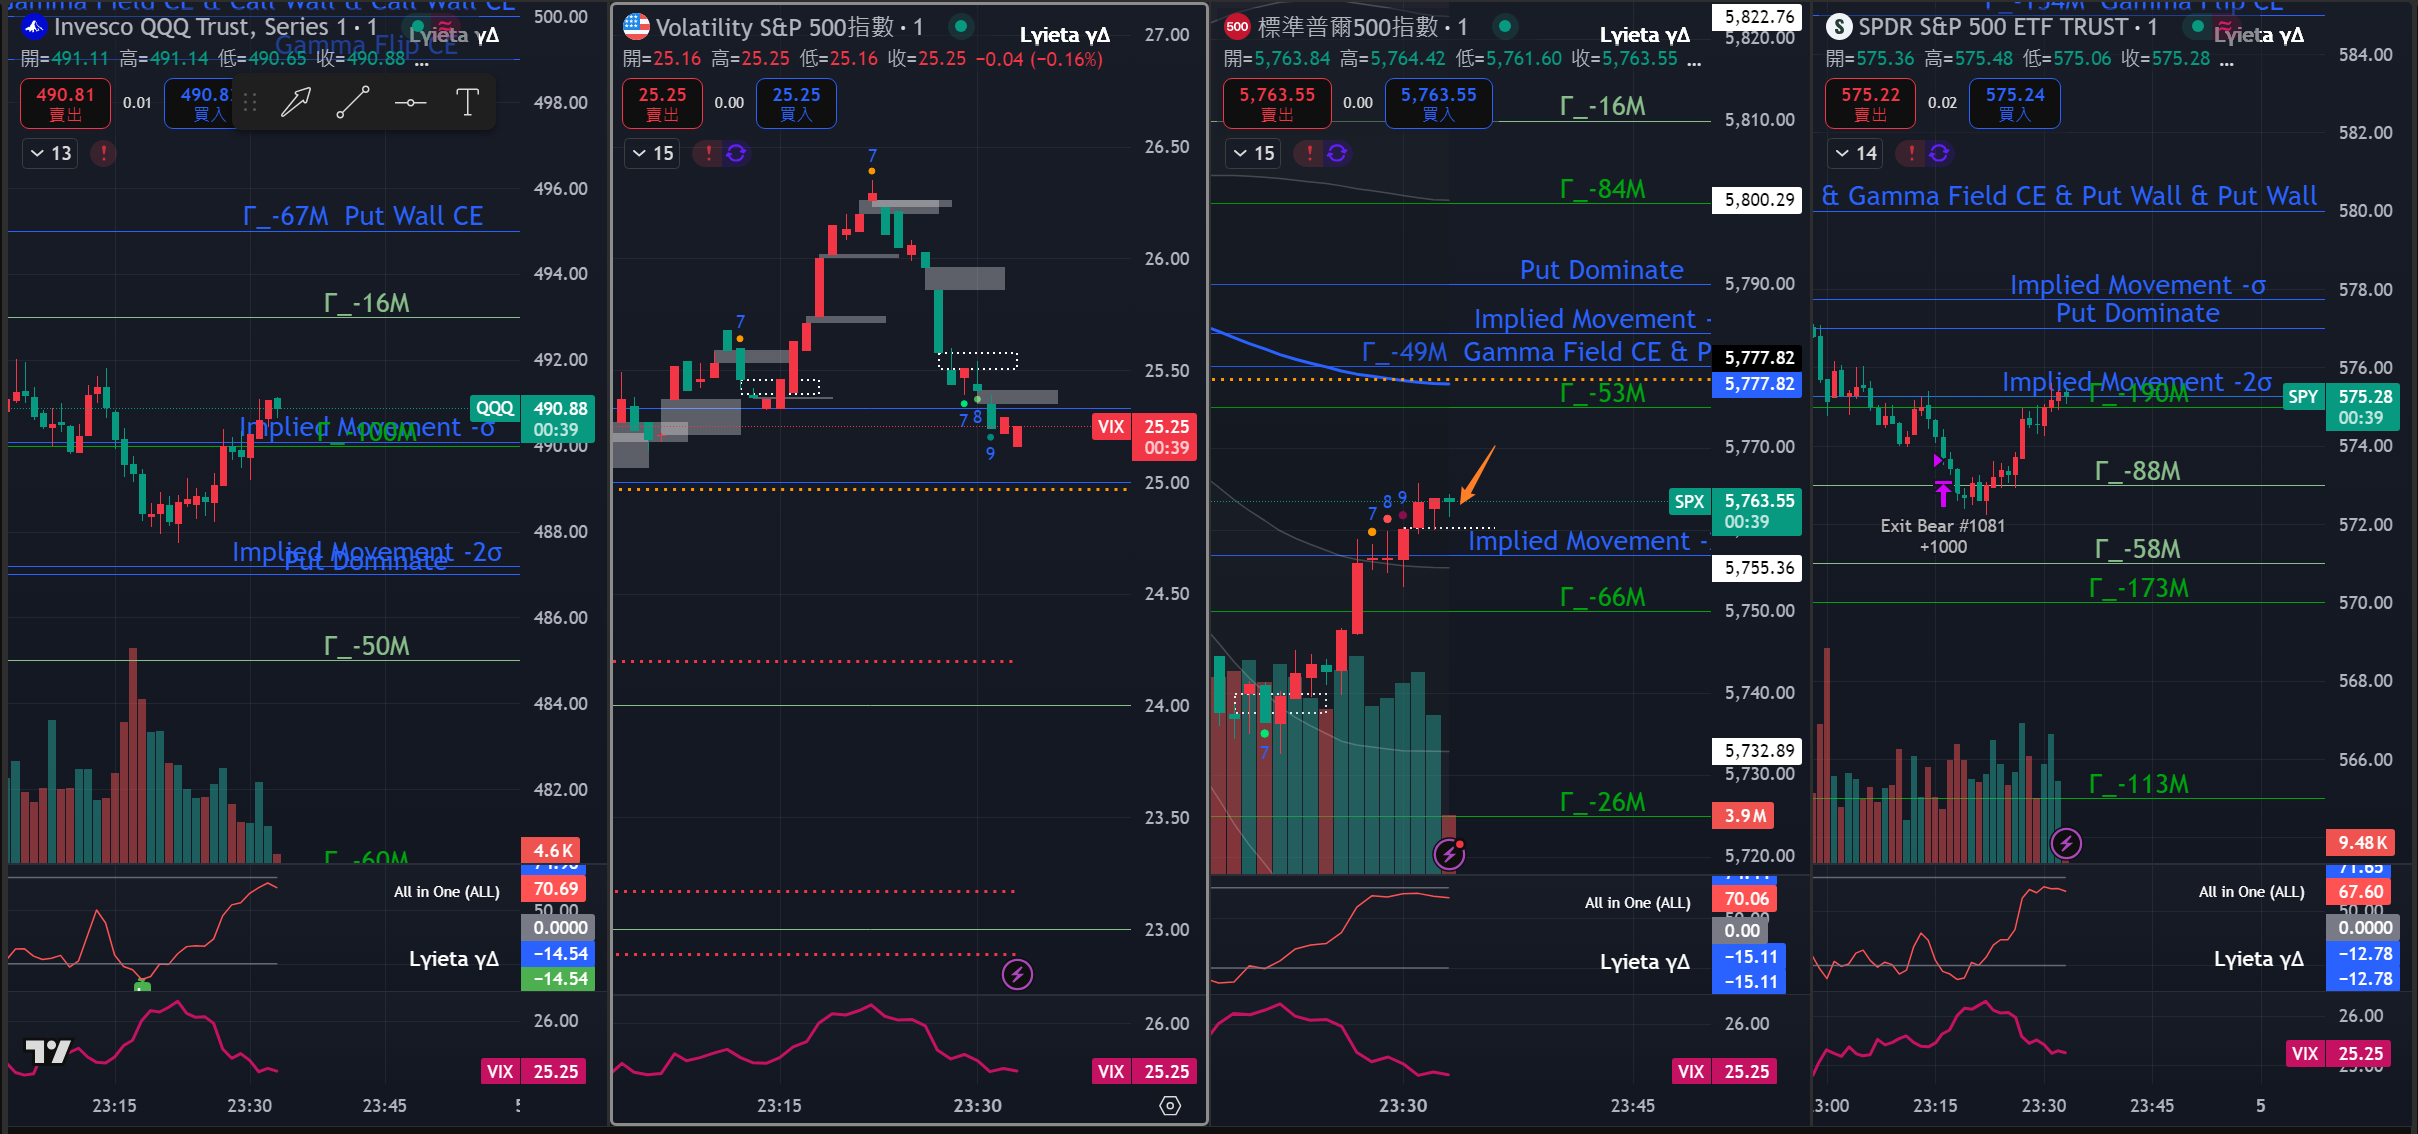 Gamma Field CE & Call Wall & Call Wall CE
500.00
Invesco QQQ Trust, Series 1 · 1
Gamma Flip CE
Lyieta γΔ
開=491.11 高=491.14 低=490.65 收=490.88 ...
490.81
賣出
0.01
買入
T
498.00
13
!
496.00
Γ_-67M Put Wall CE
494.00
Γ_-16M
492.00
QQQ 490.88
00:39
Implied Movement -σ
Γ_-100M
490.00
488.00
Implied Movement -2σ
Put Dominate
486.00
Γ_-50M
484.00
482.00
4.6 K
Γ_-60M
70.69
All in One (ALL)
50.00
0.0000
Lyieta γΔ
−14.54
−14.54
26.00
VIX 25.25
23:15 23:30 23:45
Volatility S&P 500指數 · 1
Lyieta γΔ
27.00
開=25.16 高=25.25 低=25.16 收=25.25 −0.04 (−0.16%)
25.25
賣出
0.00
25.25
買入
15
!
26.50
7
26.00
7
25.50
7 8
9
VIX 25.25
00:39
25.00
24.50
24.00
23.50
23.00
26.00
VIX 25.25
23:15 23:30
500 標準普爾500指數 · 1
Lyieta γΔ
5,822.76
5,820.00
開=5,763.84 高=5,764.42 低=5,761.60 收=5,763.55 ...
5,763.55
賣出
0.00
5,763.55
買入
Γ_-16M
5,810.00
15
!
Γ_-84M
5,800.29
Put Dominate
5,790.00
Implied Movement -
Γ_-49M Gamma Field CE & P
5,777.82
5,777.82
Γ_-53M
5,770.00
7 8 9
SPX 5,763.55
00:39
Implied Movement -
5,755.36
Γ_-66M
5,750.00
5,740.00
7
5,732.89
5,730.00
Γ_-26M
3.9 M
5,720.00
All in One (ALL)
70.06
0.00
Lyieta γΔ
−15.11
−15.11
26.00
VIX 25.25
23:30 23:45
Γ_-134M Gamma Flip CE
S SPDR S&P 500 ETF TRUST · 1
Lyieta γΔ
584.00
開=575.36 高=575.48 低=575.06 收=575.28 ...
575.22
賣出
0.02
575.24
買入
582.00
14
!
& Gamma Field CE & Put Wall & Put Wall
580.00
Implied Movement -σ
578.00
Put Dominate
576.00
Implied Movement -2σ
Γ_-190M
SPY 575.28
00:39
574.00
Γ_-88M
Exit Bear #1081
+1000
572.00
Γ_-58M
Γ_-173M
570.00
568.00
566.00
Γ_-113M
9.48 K
71.65
All in One (ALL)
67.60
50.00
0.0000
Lyieta γΔ
−12.78
−12.78
26.00
VIX 25.25
23:15 23:30 23:45 5